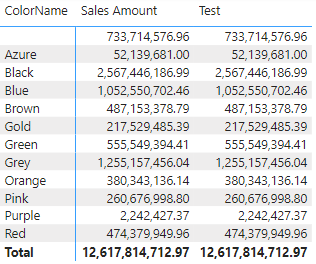 ColorName Sales Amount Test
733,714,576.96 733,714,576.96
Azure 52,139,681.00 52,139,681.00
Black 2,567,446,186.99 2,567,446,186.99
Blue 1,052,550,702.46 1,052,550,702.46
Brown 487,153,378.79 487,153,378.79
Gold 217,529,485.39 217,529,485.39
Green 555,549,394.41 555,549,394.41
Grey 1,255,157,456.04 1,255,157,456.04
Orange 380,343,136.14 380,343,136.14
Pink 260,676,998.80 260,676,998.80
Purple 2,242,427.37 2,242,427.37
Red 474,379,949.96 474,379,949.96
Total 12,617,814,712.97 12,617,814,712.97